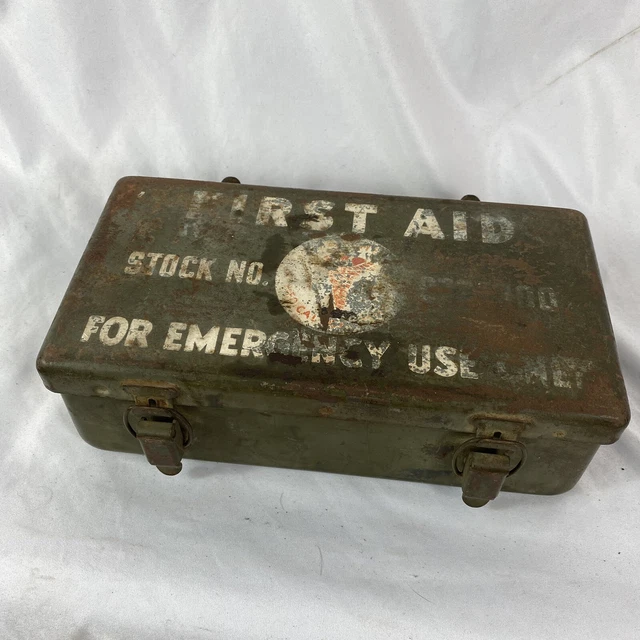 FIRST AID
STOCK NO.
FOR EMERGENCY USE ONLY